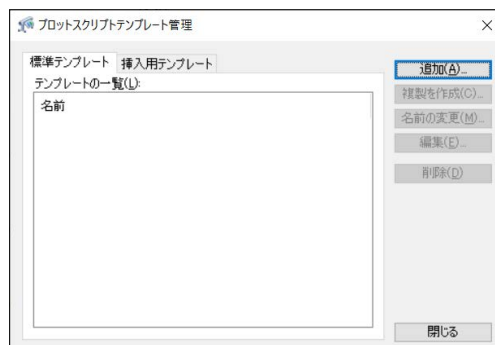 プロットスクリプトテンプレート管理
標準テンプレート 挿入用テンプレート
テンプレートの一覧(L):
名前
追加(A)...
複製を作成(C)...
名前の変更(M)...
編集(E)...
削除(D)
閉じる